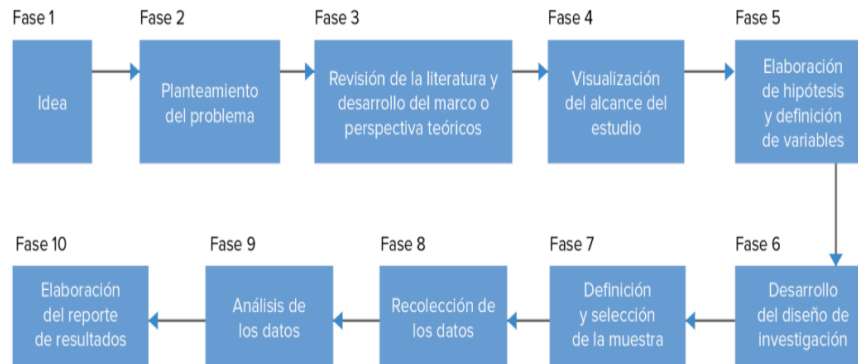 Fase 1
Idea
Fase 2
Planteamiento
del problema
Fase 3
Revisión de la literatura y
desarrollo del marco o
perspectiva teóricos
Fase 4
Visualización
del alcance del
estudio
Fase 5
Elaboración
de hipótesis
y definición
de variables
Fase 6
Desarrollo
del diseño de
investigación
Fase 7
Definición
y selección
de la muestra
Fase 8
Recolección de
los datos
Fase 9
Análisis de
los datos
Fase 10
Elaboración
del reporte
de resultados